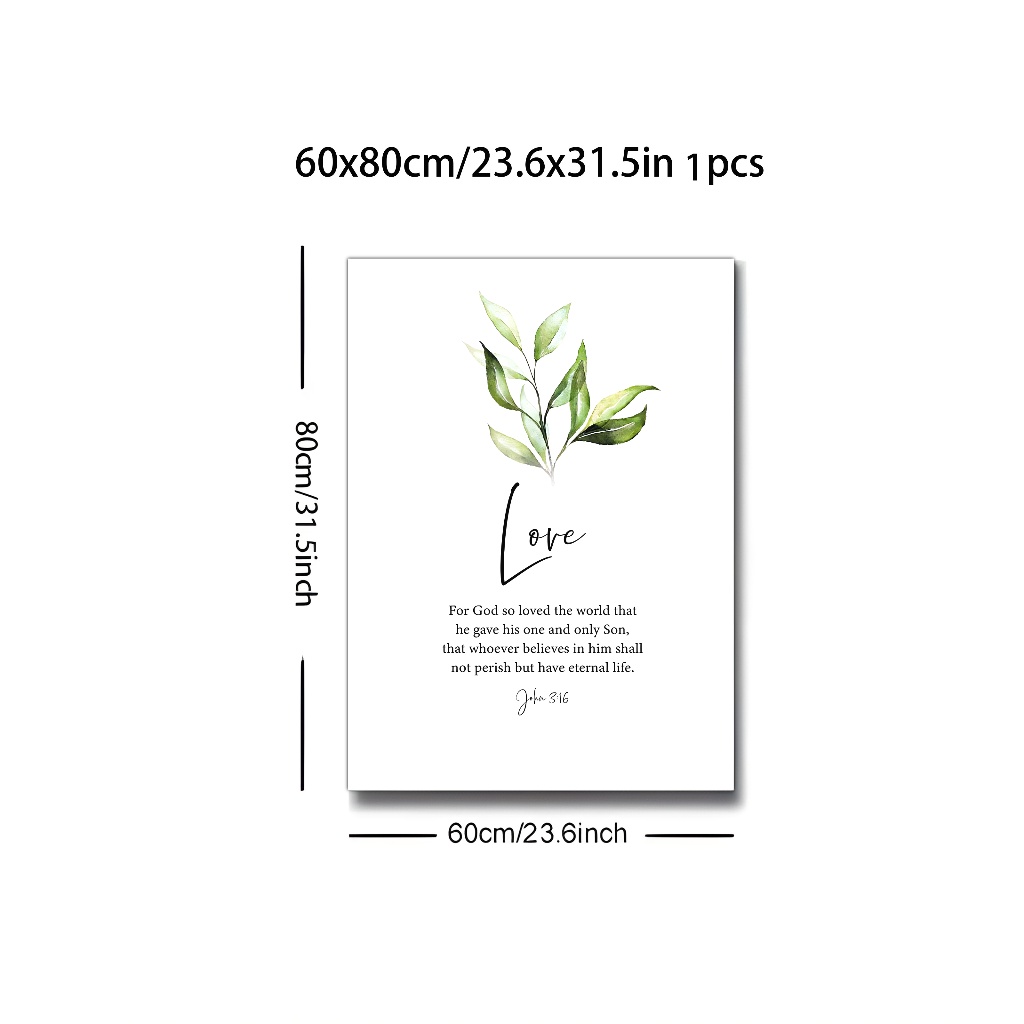 60x80cm/23.6x31.5in 1pcs
80cm/31.5inch
Love
For God so loved the world that
he gave his one and only Son,
that whoever believes in him shall
not perish but have eternal life.
John 3:16
60cm/23.6inch